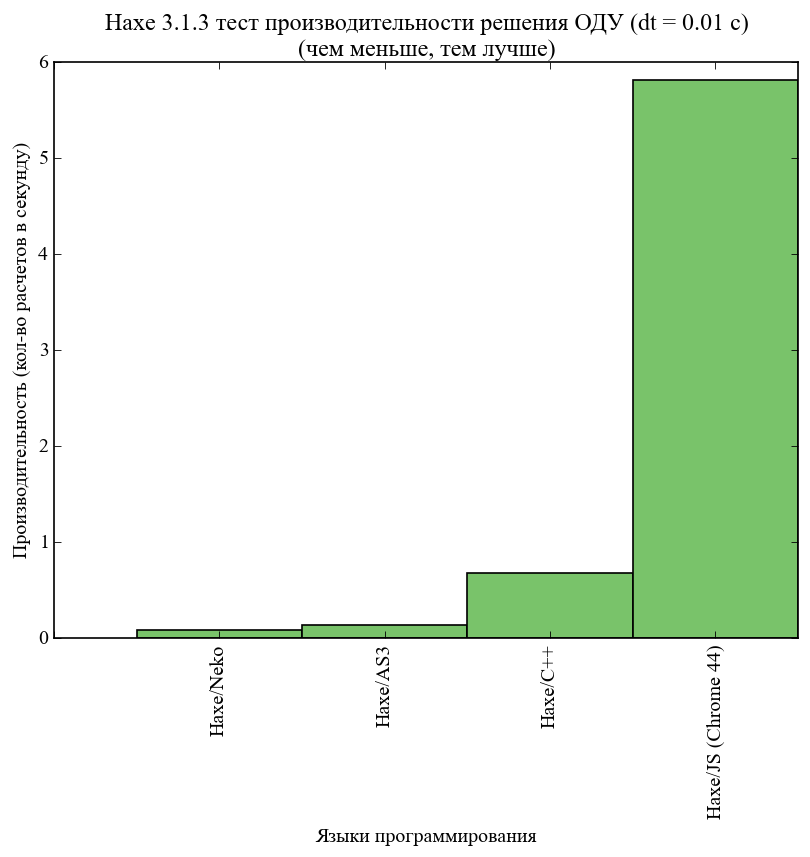 Haxe 3.1.3 тест производительности решения ОДУ (dt = 0.01 с)
(чем меньше, тем лучше)
Производительность (кол-во расчетов в секунду)
6
5
4
3
2
1
0
Haxe/Neko
Haxe/AS3
Haxe/C++
Haxe/JS (Chrome 44)
Языки программирования